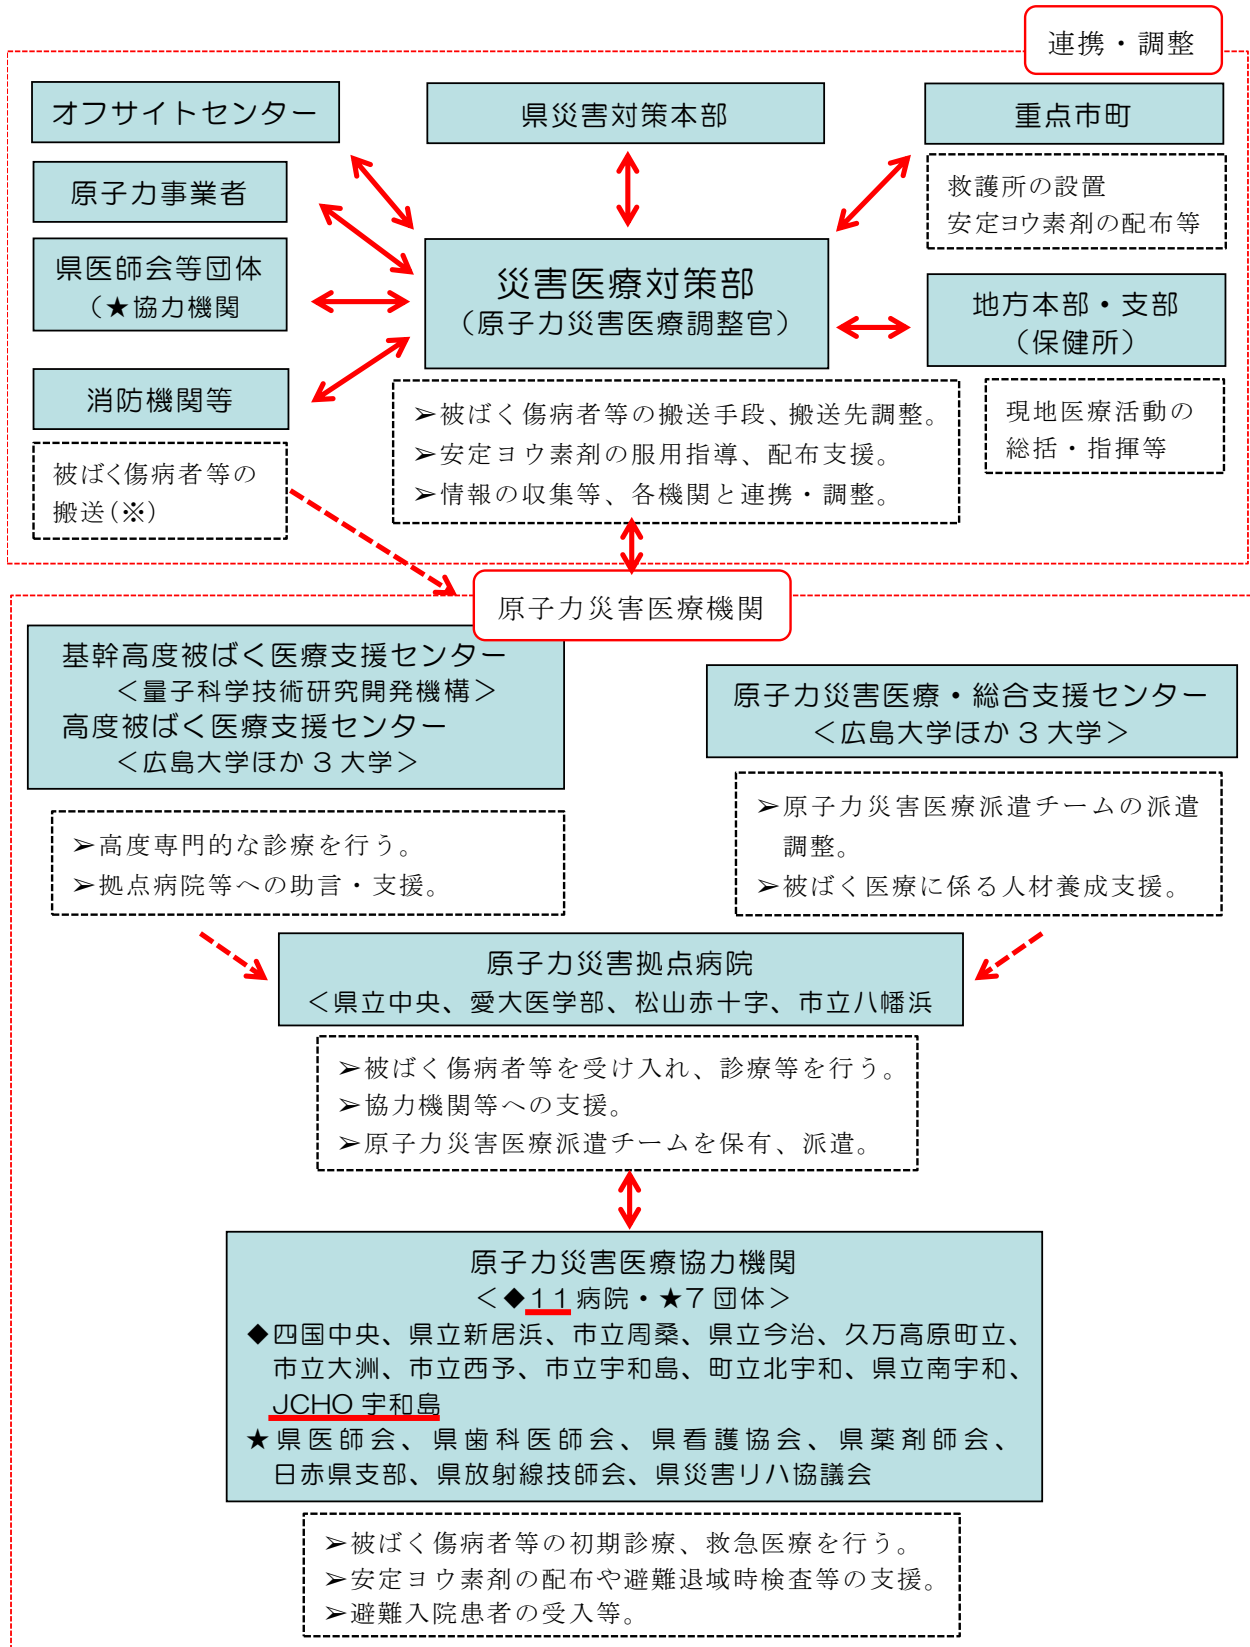 連携・調整
オフサイトセンター
県災害対策本部
重点市町
原子力事業者
救護所の設置
安定ヨウ素剤の配布等
県医師会等団体
（★協力機関
災害医療対策部
（原子力災害医療調整官）
地方本部・支部
（保健所）
消防機関等
現地医療活動の
総括・指揮等
被ばく傷病者等の
搬送（※）
➢被ばく傷病者等の搬送手段、搬送先調整。
➢安定ヨウ素剤の服用指導、配布支援。
➢情報の収集等、各機関と連携・調整。
原子力災害医療機関
基幹高度被ばく医療支援センター
＜量子科学技術研究開発機構＞
高度被ばく医療支援センター
＜広島大学ほか３大学＞
原子力災害医療・総合支援センター
＜広島大学ほか３大学＞
➢高度専門的な診療を行う。
➢拠点病院等への助言・支援。
➢原子力災害医療派遣チームの派遣
調整。
➢被ばく医療に係る人材養成支援。
原子力災害拠点病院
＜県立中央、愛大医学部、松山赤十字、市立八幡浜
➢被ばく傷病者等を受け入れ、診療等を行う。
➢協力機関等への支援。
➢原子力災害医療派遣チームを保有、派遣。
原子力災害医療協力機関
＜◆１１病院・★７団体＞
◆四国中央、県立新居浜、市立周桑、県立今治、久万高原町立、
市立大洲、市立西予、市立宇和島、町立北宇和、県立南宇和、
JCHO 宇和島
★県医師会、県歯科医師会、県看護協会、県薬剤師会、
日赤県支部、県放射線技師会、県災害リハ協議会
➢被ばく傷病者等の初期診療、救急医療を行う。
➢安定ヨウ素剤の配布や避難退域時検査等の支援。
➢避難入院患者の受入等。